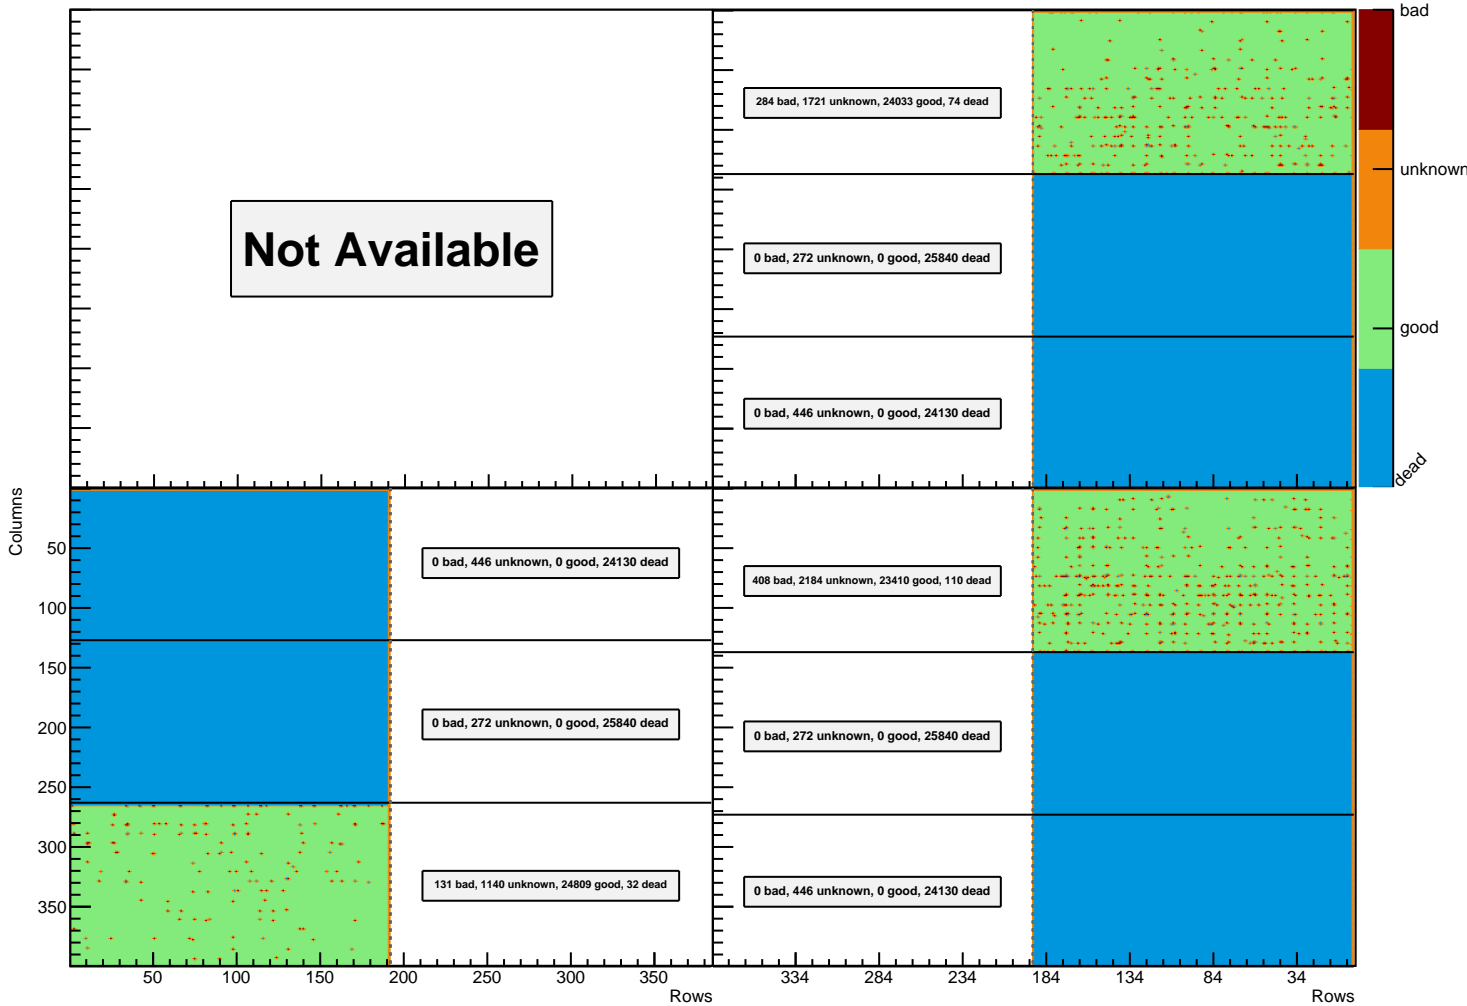 bad
284 bad, 1721 unknown, 24033 good, 74 dead
unknown
Not Available
0 bad, 272 unknown, 0 good, 25840 dead
good
0 bad, 446 unknown, 0 good, 24130 dead
dead
Columns
50
0 bad, 446 unknown, 0 good, 24130 dead
408 bad, 2184 unknown, 23410 good, 110 dead
100
150
200
0 bad, 272 unknown, 0 good, 25840 dead
0 bad, 272 unknown, 0 good, 25840 dead
250
300
131 bad, 1140 unknown, 24809 good, 32 dead
0 bad, 446 unknown, 0 good, 24130 dead
350
50 100 150 200 250 300 350 334 284 234 184 134 84 34
Rows Rows